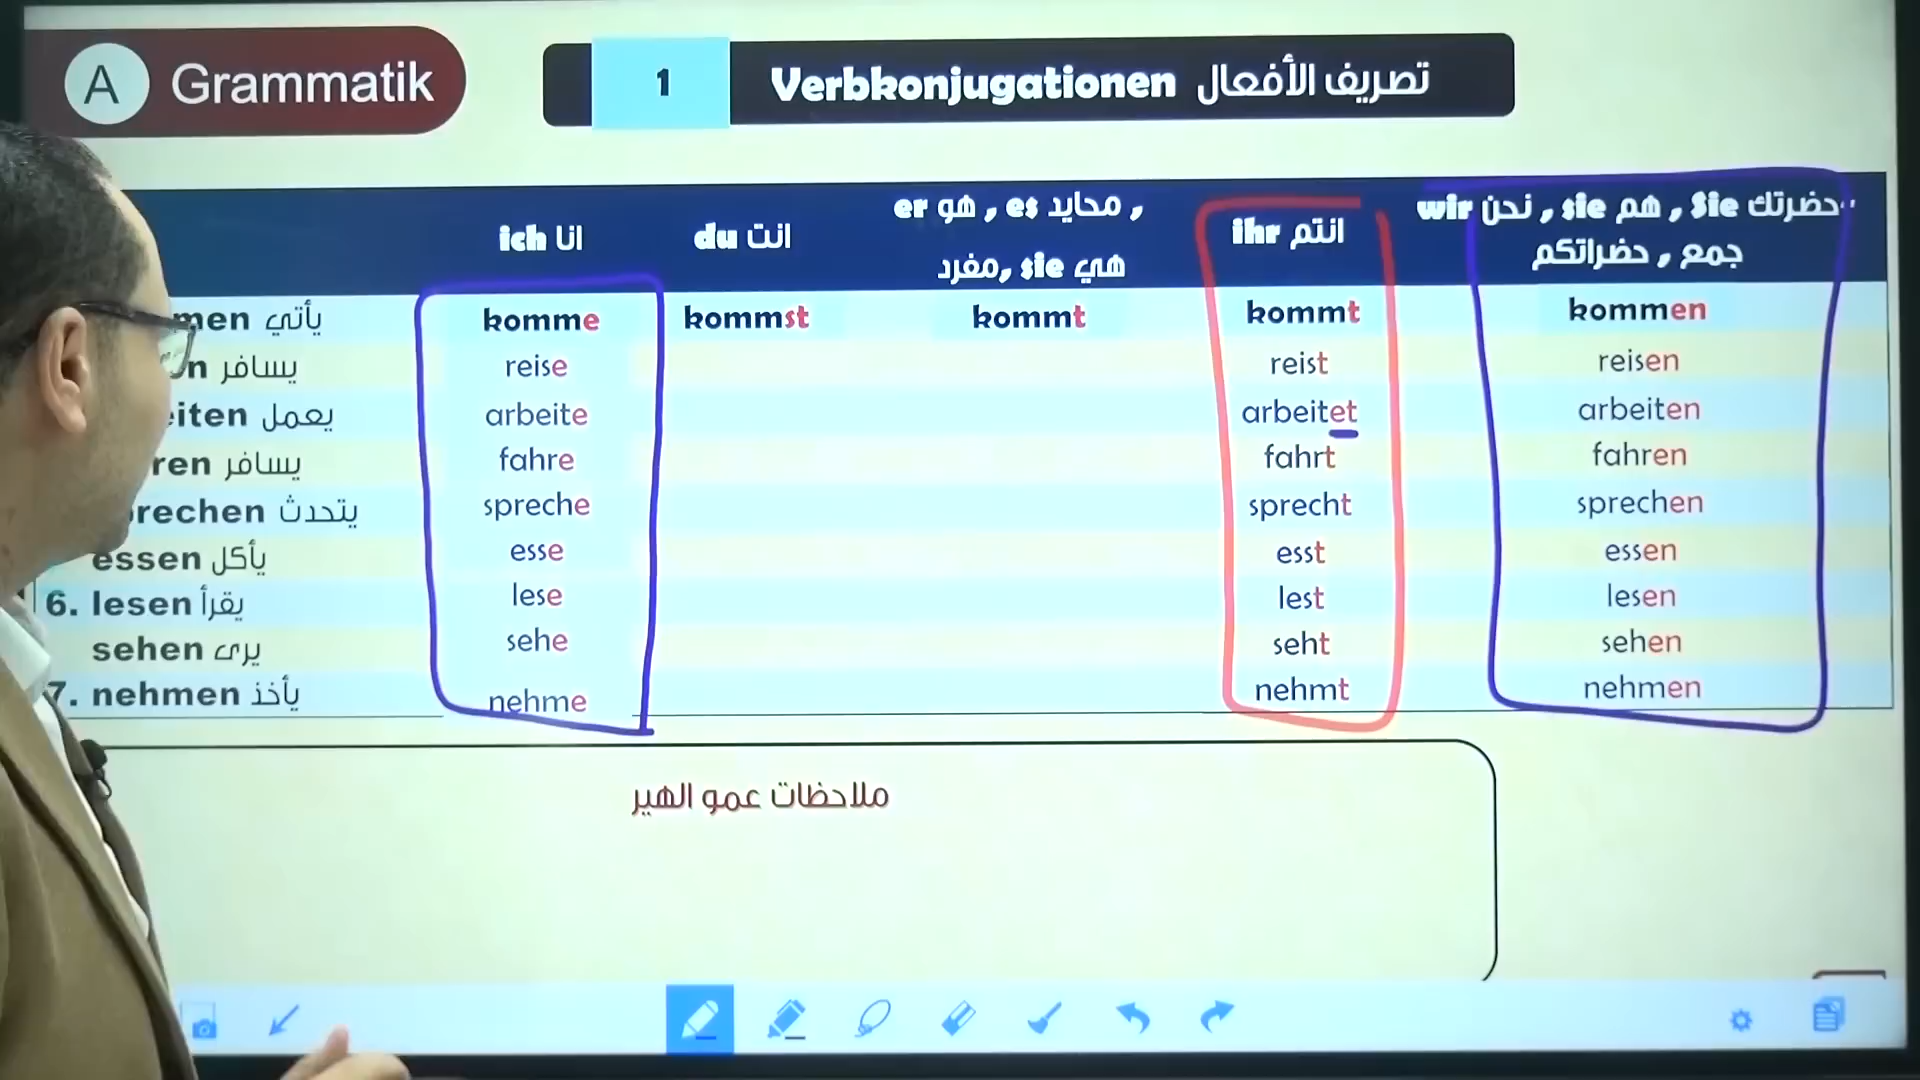 A Grammatik
1 Verbkonjugationen تصريف الأفعال
ich انا
du انت
er هو , es محايد ,
هي sie ,مفرد
ihr انتم
wir نحن , sie هم , Sie حضرتك
جمع , حضراتكم
يأتي komme kommst kommt kommt kommen
يسافر reise reist reisen
يعمل arbeite arbeitet arbeiten
يسافر fahre fahrt fahren
يتحدث spreche sprecht sprechen
essen يأكل esse esst essen
6. lesen يقرأ lese lest lesen
sehen يرى sehe seht sehen
7. nehmen يأخذ nehme nehmt nehmen
ملاحظات عمو الهير